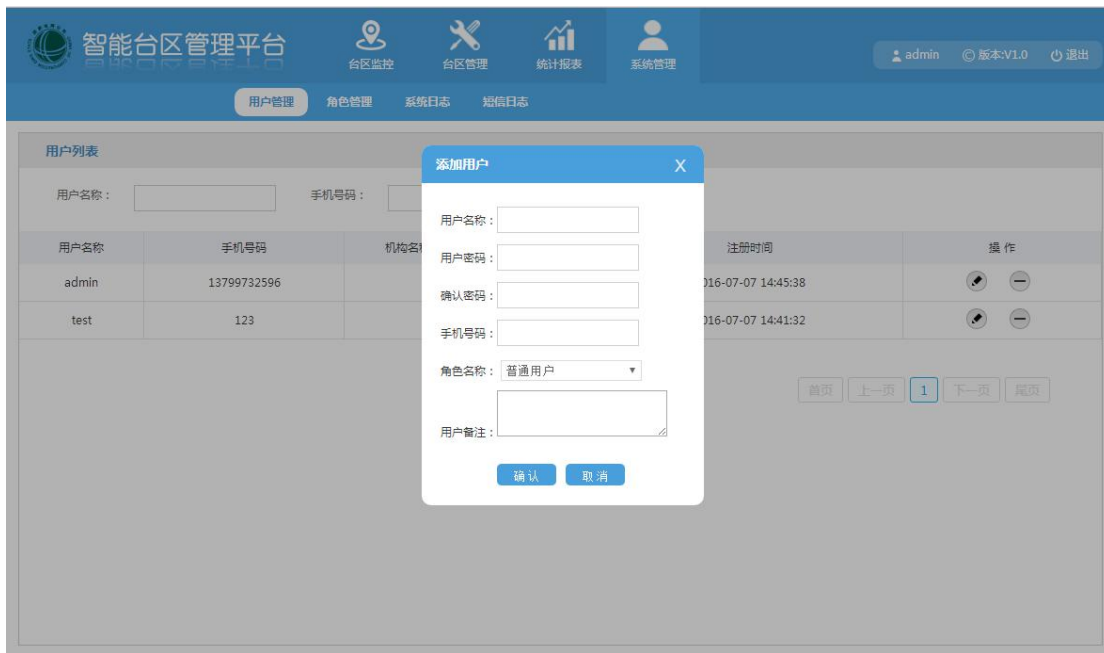 智能台区管理平台
台区监控 台区管理 统计报表 系统管理
admin ©版本:V1.0 退出
用户管理 角色管理 系统日志 短信日志
用户列表
添加用户 X
用户名称： 手机号码：
用户名称：
用户名称 手机号码 机构名 注册时间 操作
用户密码：
admin 13799732596 016-07-07 14:45:38
确认密码：
test 123 016-07-07 14:41:32
手机号码：
角色名称： 普通用户
首页 上一页 1 下一页 尾页
用户备注：
确认 取消